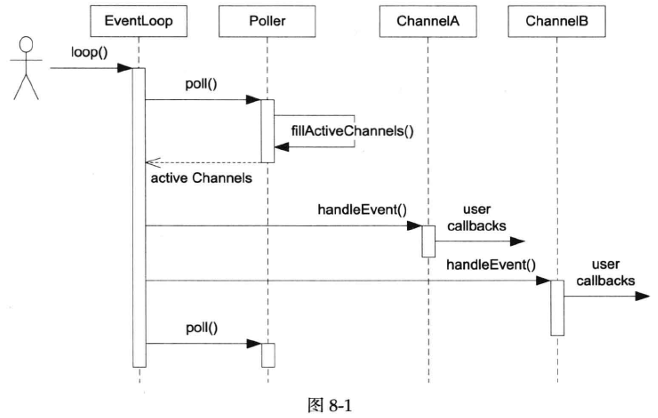 EventLoop
Poller
ChannelA
ChannelB
loop()
poll()
fillActiveChannels()
active Channels
handleEvent()
user
callbacks
handleEvent()
user
callbacks
poll()
图 8-1